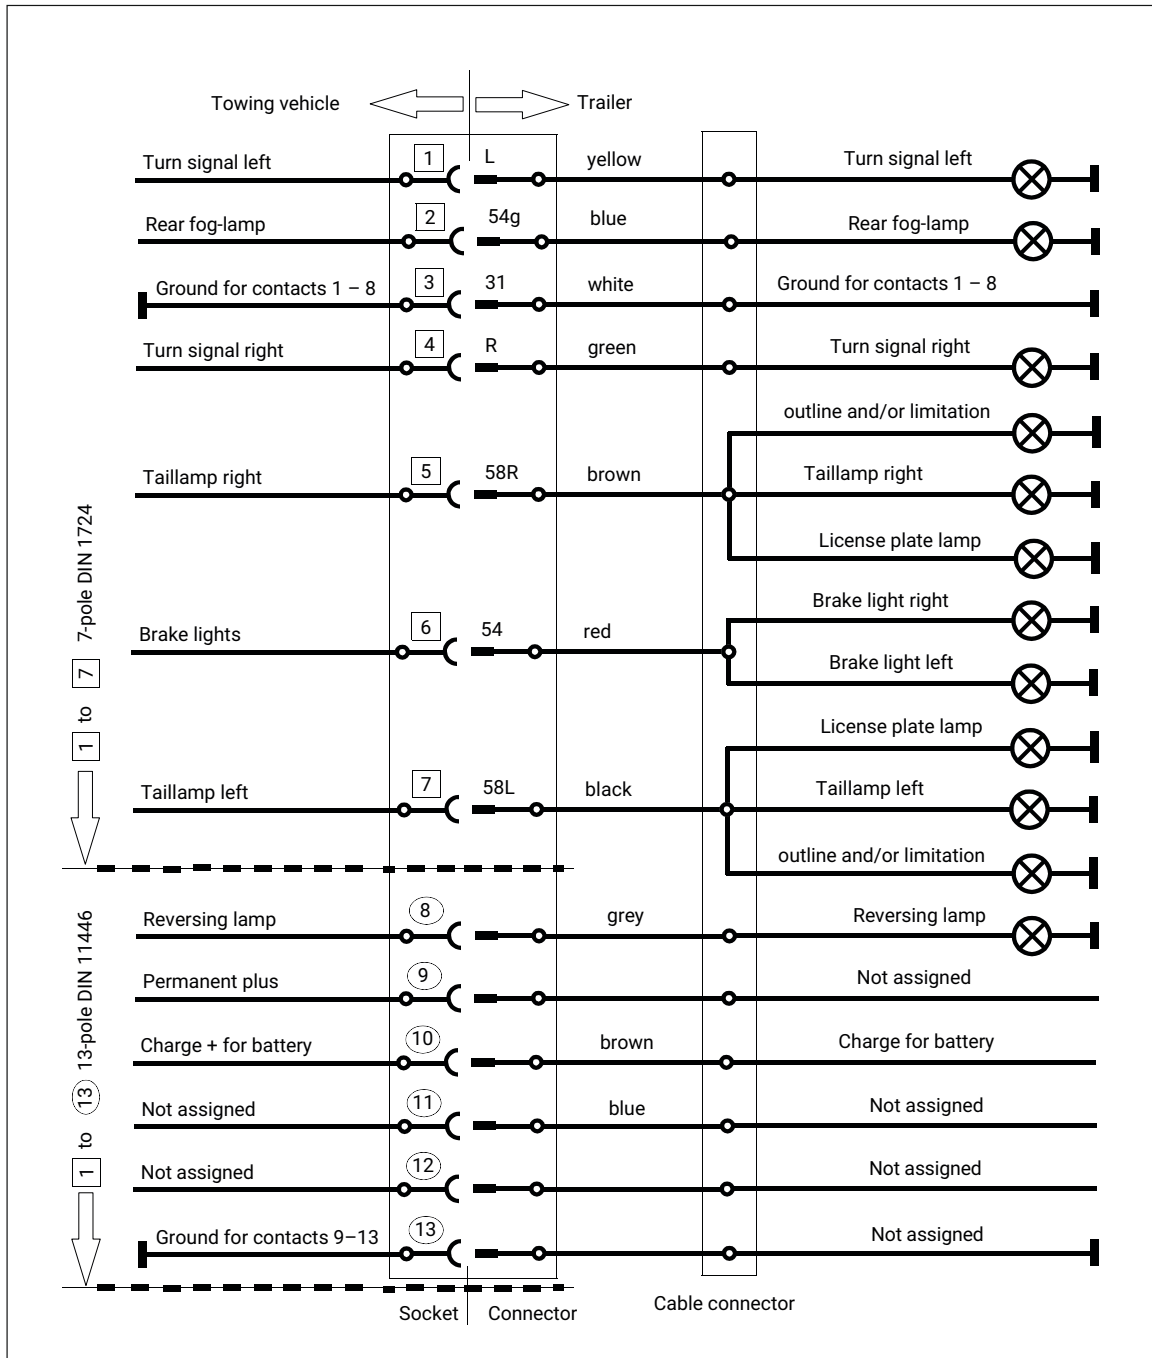 Towing vehicle Trailer
Turn signal left 1 L yellow Turn signal left
Rear fog-lamp 2 54g blue Rear fog-lamp
Ground for contacts 1 – 8 3 31 white Ground for contacts 1 – 8
Turn signal right 4 R green Turn signal right
outline and/or limitation
Taillamp right 5 58R brown Taillamp right
License plate lamp
Brake light right
Brake lights 6 54 red
Brake light left
License plate lamp
Taillamp left 7 58L black Taillamp left
outline and/or limitation
1 to 7 7-pole DIN 1724
Reversing lamp 8 grey Reversing lamp
Permanent plus 9 Not assigned
Charge + for battery 10 brown Charge for battery
Not assigned 11 blue Not assigned
Not assigned 12 Not assigned
Ground for contacts 9–13 13 Not assigned
1 to 13 13-pole DIN 11446
Socket Connector Cable connector